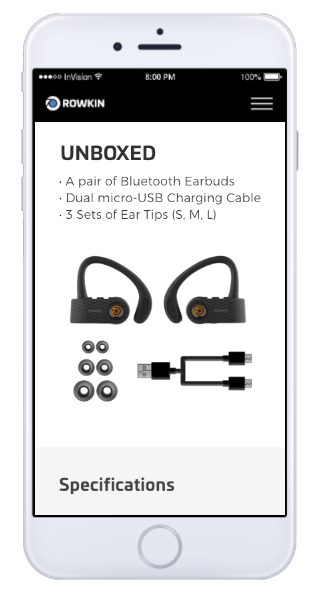 InVision
8:00 PM
100%
ROWKIN
UNBOXED
· A pair of Bluetooth Earbuds
· Dual micro-USB Charging Cable
· 3 Sets of Ear Tips (S, M, L)
Specifications